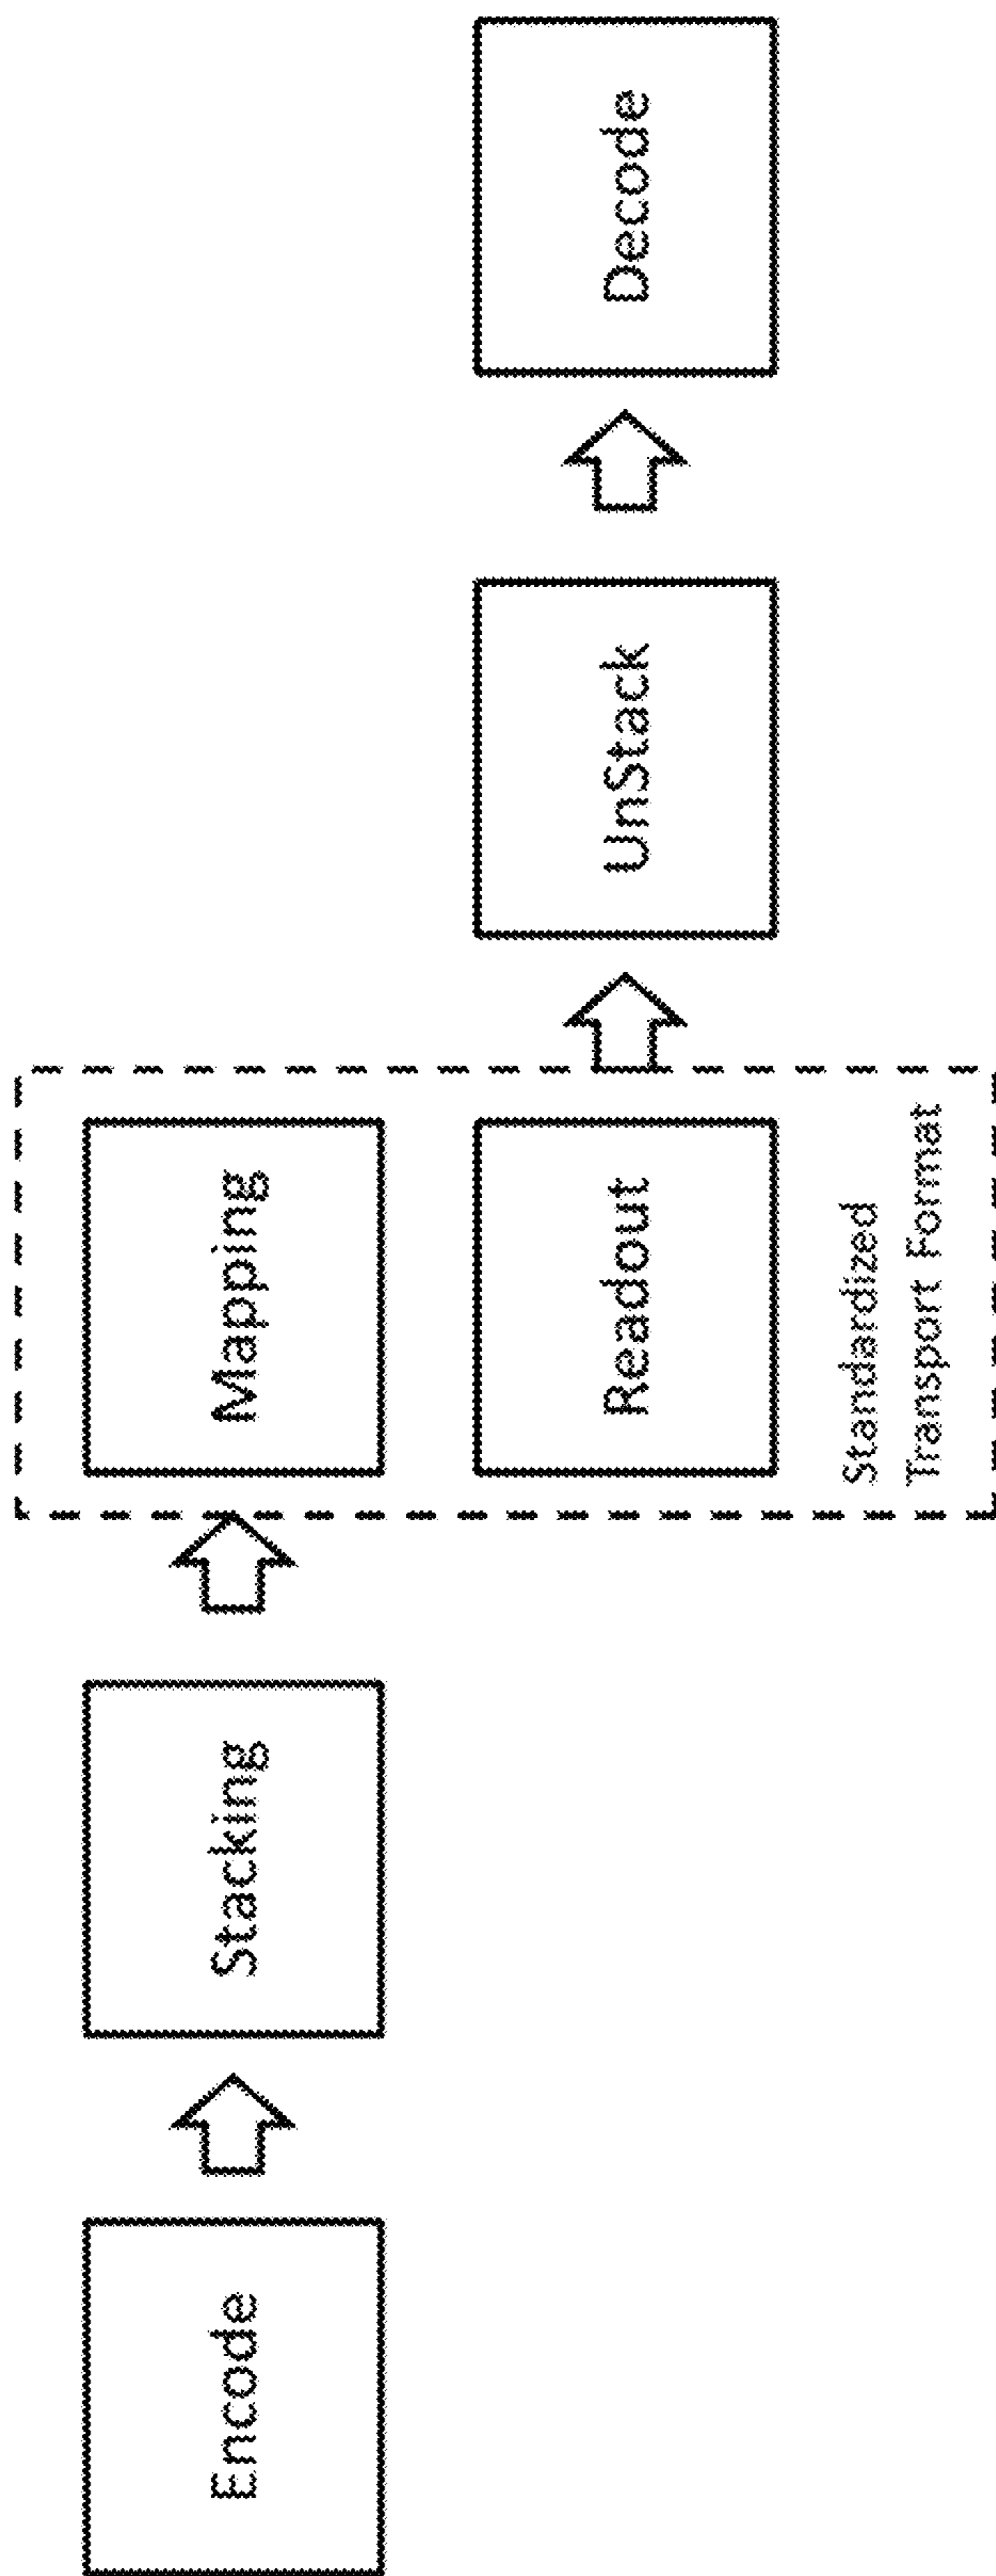 Encode
Stacking
Mapping
Readout
Standardized
Transport Format
UnStack
Decode